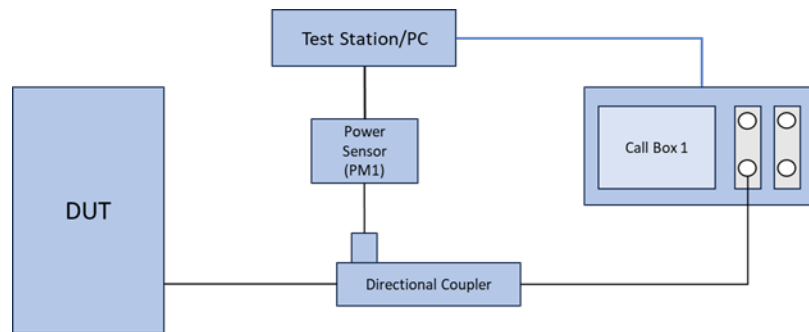 Test Station/PC
Power
Sensor
(PM1)
Call Box 1
DUT
Directional Coupler